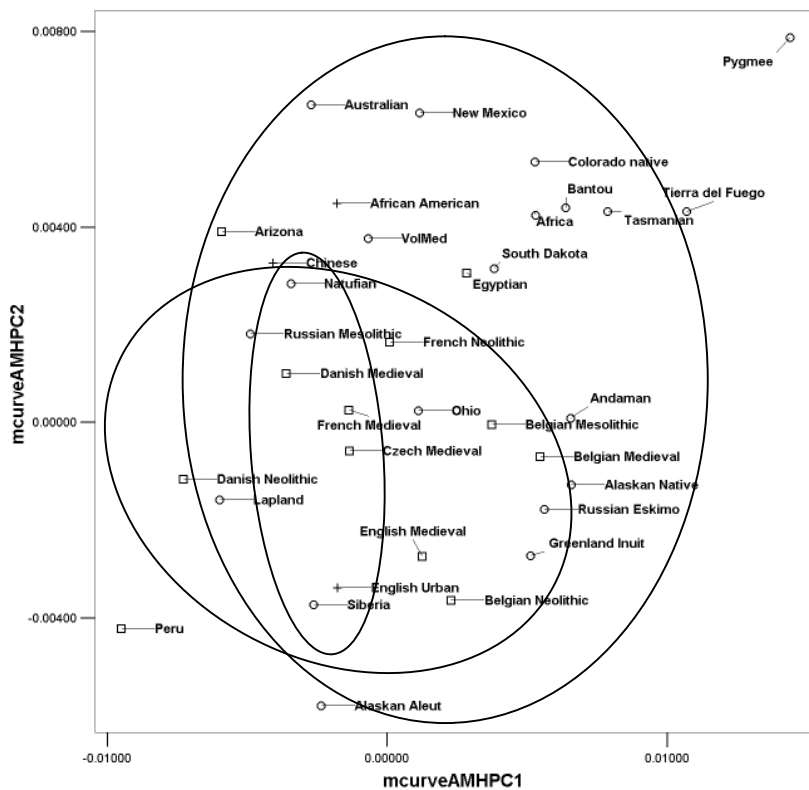 0.00800
Pygmee
Australian
New Mexico
Colorado native
Bantou
Tierra del Fuego
African American
0.00400
Africa
Tasmanian
Arizona
VolMed
South Dakota
Chinese
Egyptian
Natufian
mcurveAMHPC2
Russian Mesolithic
French Neolithic
Danish Medieval
Andaman
Ohio
0.00000
French Medieval
Belgian Mesolithic
Czech Medieval
Belgian Medieval
Danish Neolithic
Alaskan Native
Lapland
Russian Eskimo
English Medieval
Greenland Inuit
English Urban
Siberia
Belgian Neolithic
-0.00400
Peru
Alaskan Aleut
-0.01000 0.00000 0.01000
mcurveAMHPC1